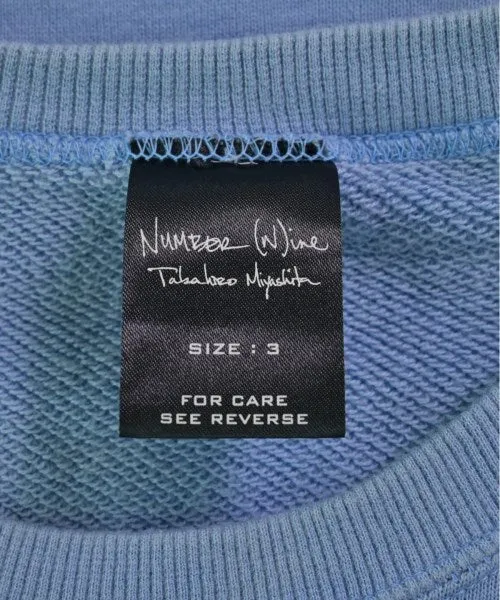 NUMBER (N)ine
Takahiro Miyashita
SIZE : 3
FOR CARE
SEE REVERSE